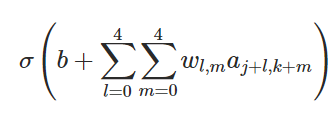 σ(b + ∑_{l=0}^{4} ∑_{m=0}^{4} w_{l,m} a_{j+l,k+m})